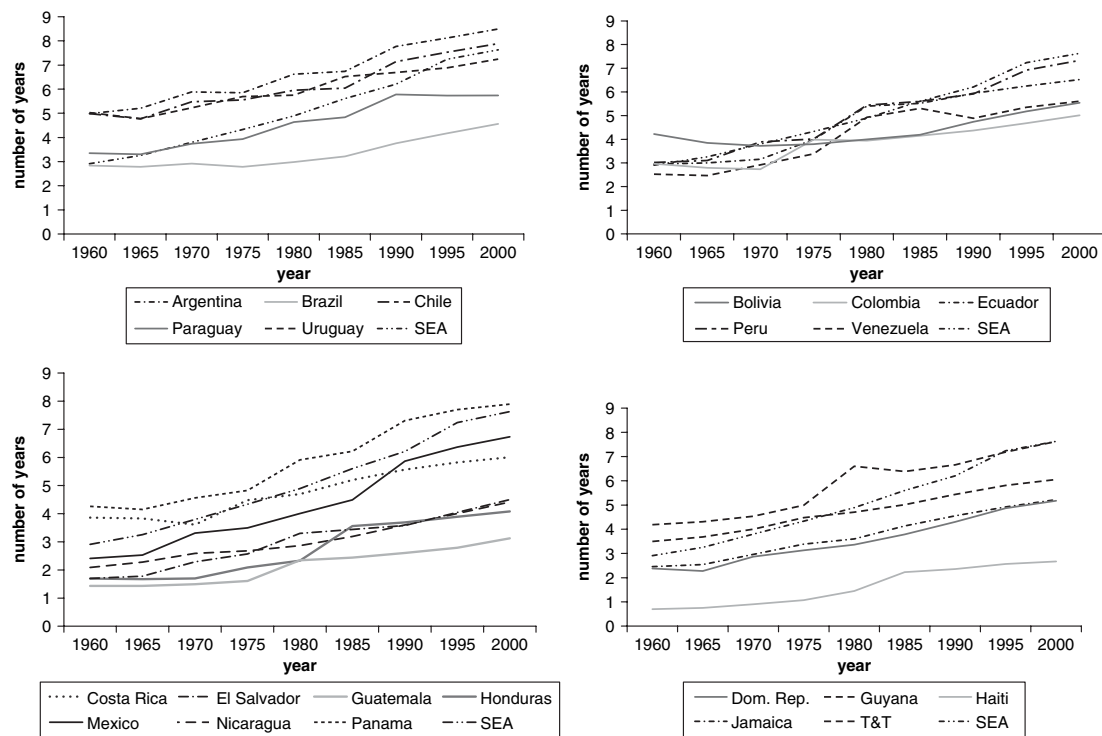 9
8
7
6
5
4
3
2
1
0
number of years
1960 1965 1970 1975 1980 1985 1990 1995 2000
year
Argentina Brazil Chile
Paraguay Uruguay SEA
9
8
7
6
5
4
3
2
1
0
number of years
1960 1965 1970 1975 1980 1985 1990 1995 2000
year
Bolivia Colombia Ecuador
Peru Venezuela SEA
9
8
7
6
5
4
3
2
1
0
number of years
1960 1965 1970 1975 1980 1985 1990 1995 2000
year
Costa Rica El Salvador Guatemala Honduras
Mexico Nicaragua Panama SEA
9
8
7
6
5
4
3
2
1
0
number of years
1960 1965 1970 1975 1980 1985 1990 1995 2000
year
Dom. Rep. Guyana Haiti
Jamaica T&T SEA